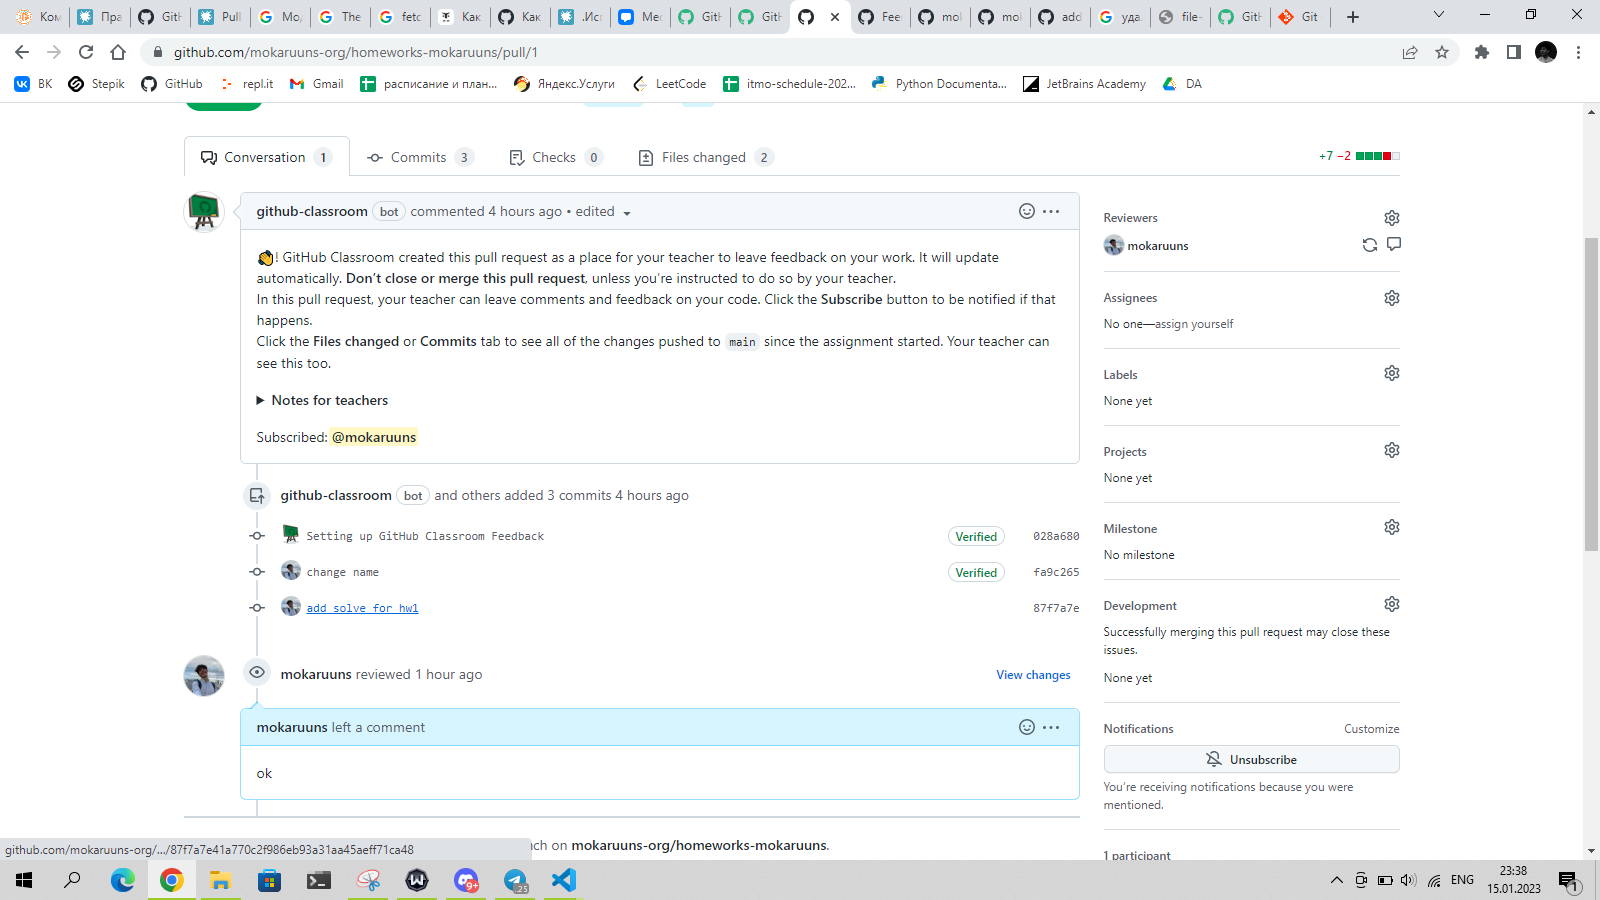 Ком
Пра
Gith
Pull
Мо,
The
fetc
Как
Как
.Ис
Мес
Gith
Gith
Fee
mol
mol
add
уда.
file-
Gith
Git
github.com/mokaruuns-org/homeworks-mokaruuns/pull/1
ВК
Stepik
GitHub
repl.it
Gmail
расписание и план...
Яндекс.Услуги
LeetCode
itmo-schedule-202...
Python Documenta...
JetBrains Academy
DA
Conversation 1
Commits 3
Checks 0
Files changed 2
+7 −2
github-classroom bot commented 4 hours ago • edited
! GitHub Classroom created this pull request as a place for your teacher to leave feedback on your work. It will update
automatically. Don’t close or merge this pull request, unless you’re instructed to do so by your teacher.
In this pull request, your teacher can leave comments and feedback on your code. Click the Subscribe button to be notified if that
happens.
Click the Files changed or Commits tab to see all of the changes pushed to main since the assignment started. Your teacher can
see this too.
Notes for teachers
Subscribed: @mokaruuns
github-classroom bot and others added 3 commits 4 hours ago
Setting up GitHub Classroom Feedback Verified 028a680
change name Verified fa9c265
add solve for hw1 87f7a7e
mokaruuns reviewed 1 hour ago View changes
mokaruuns left a comment
ok
ch on mokaruuns-org/homeworks-mokaruuns.
Reviewers
mokaruuns
Assignees
No one—assign yourself
Labels
None yet
Projects
None yet
Milestone
No milestone
Development
Successfully merging this pull request may close these
issues.
None yet
Notifications Customize
Unsubscribe
You’re receiving notifications because you were
mentioned.
1 participant
github.com/mokaruuns-org/.../87f7a7e41a770c2f986eb93a31aa45aeff71ca48
9+
25
ENG
23:38
15.01.2023
1